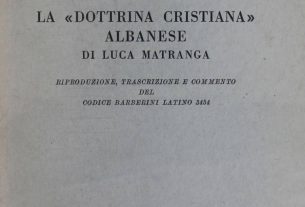 LA «DOTTRINA CRISTIANA»
ALBANESE
DI LUCA MATRANGA
RIPRODUZIONE, TRASCRIZIONE E COMMENTO
DEL
CODICE BARBERINI LATINO 3454